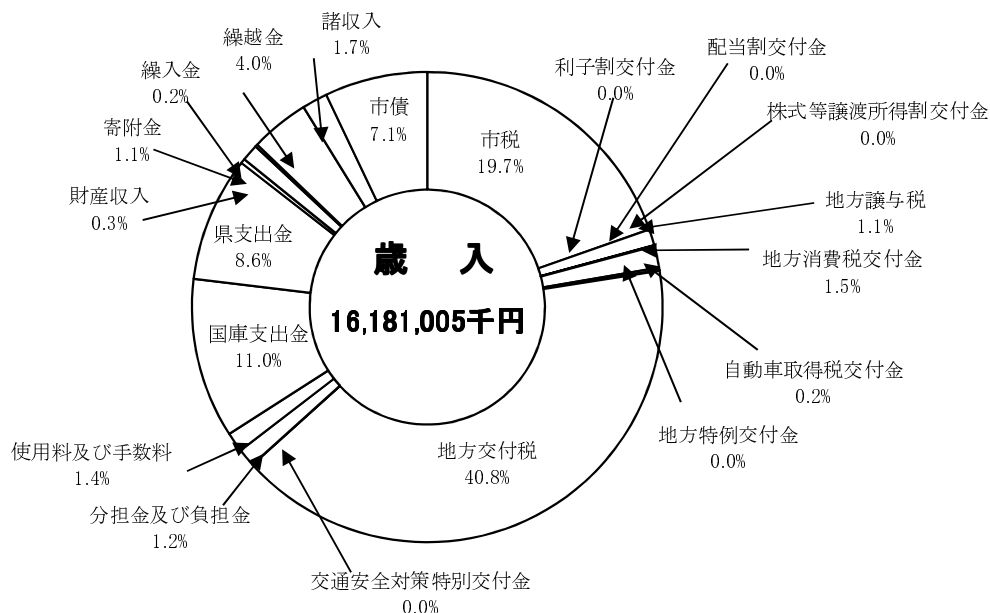 歳　入
16,181,005千円
市税
19.7%
利子割交付金
0.0%
配当割交付金
0.0%
株式等譲渡所得割交付金
0.0%
地方譲与税
1.1%
地方消費税交付金
1.5%
自動車取得税交付金
0.2%
地方特例交付金
0.0%
地方交付税
40.8%
交通安全対策特別交付金
0.0%
分担金及び負担金
1.2%
使用料及び手数料
1.4%
国庫支出金
11.0%
県支出金
8.6%
財産収入
0.3%
寄附金
1.1%
繰入金
0.2%
繰越金
4.0%
諸収入
1.7%
市債
7.1%